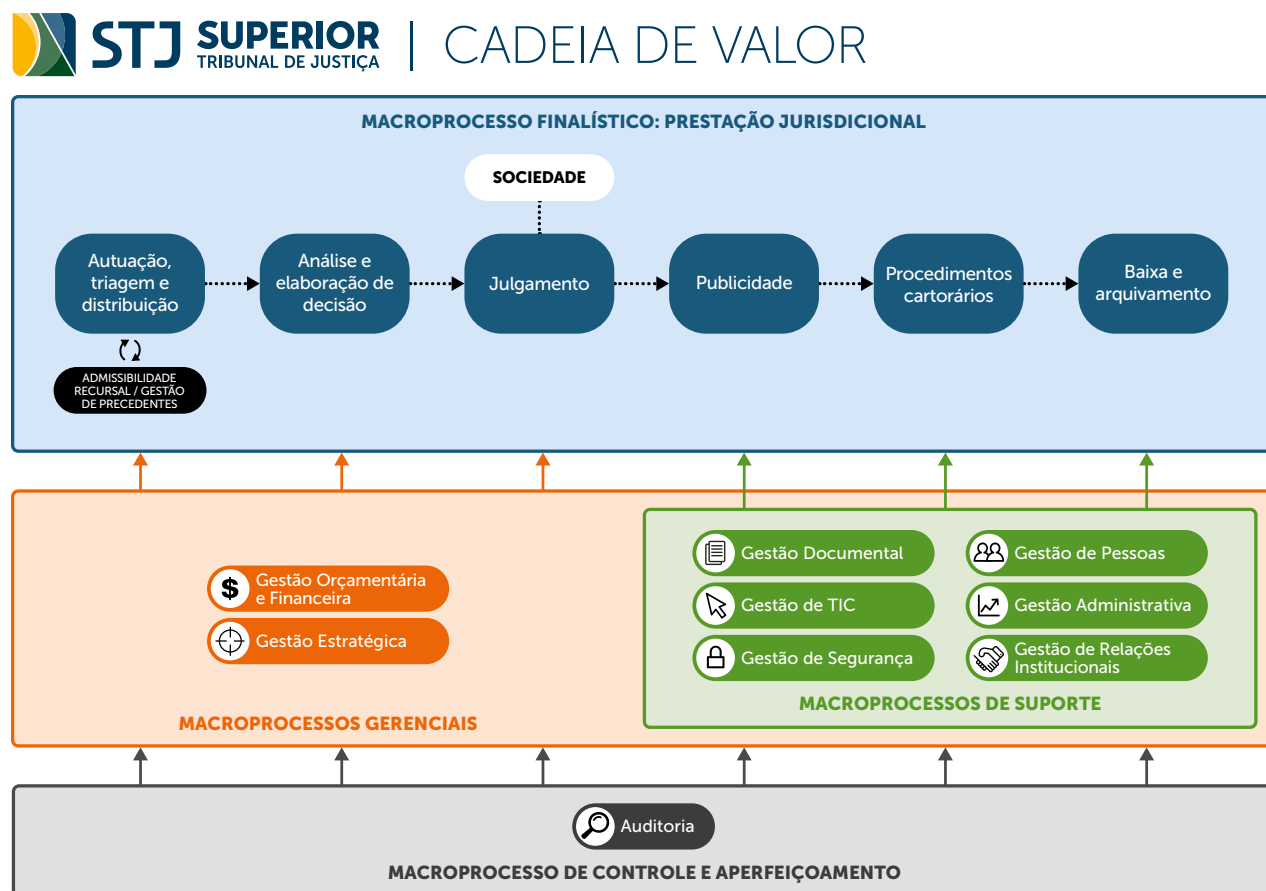 STJ SUPERIOR
TRIBUNAL DE JUSTIÇA
CADEIA DE VALOR
MACROPROCESSO FINALÍSTICO: PRESTAÇÃO JURISDICIONAL
SOCIEDADE
Autuação,
triagem e
distribuição
Análise e
elaboração de
decisão
Julgamento
Publicidade
Procedimentos
cartorários
Baixa e
arquivamento
ADMISSIBILIDADE
RECURSAL / GESTÃO
DE PRECEDENTES
$
Gestão Orçamentária
e Financeira
Gestão Estratégica
MACROPROCESSOS GERENCIAIS
Gestão Documental
Gestão de TIC
Gestão de Segurança
Gestão de Pessoas
Gestão Administrativa
Gestão de Relações
Institucionais
MACROPROCESSOS DE SUPORTE
Auditoria
MACROPROCESSO DE CONTROLE E APERFEIÇOAMENTO